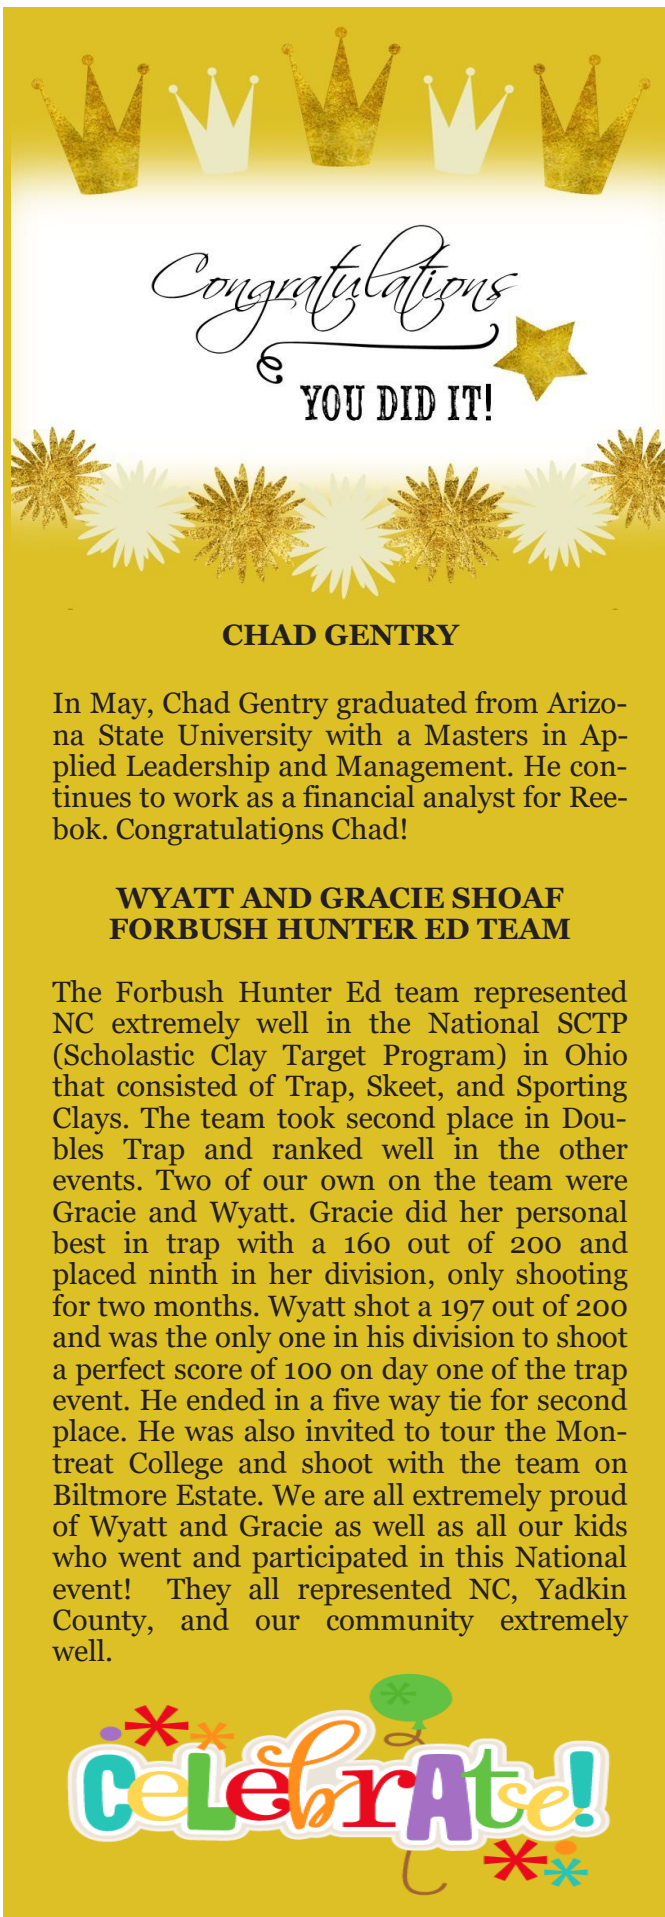 Congratulations
YOU DID IT!
CHAD GENTRY
In May, Chad Gentry graduated from Arizo-
na State University with a Masters in Ap-
plied Leadership and Management. He con-
tinues to work as a financial analyst for Ree-
bok. Congratulati9ns Chad!
WYATT AND GRACIE SHOAF
FORBUSH HUNTER ED TEAM
The Forbush Hunter Ed team represented
NC extremely well in the National SCTP
(Scholastic Clay Target Program) in Ohio
that consisted of Trap, Skeet, and Sporting
Clays. The team took second place in Dou-
bles Trap and ranked well in the other
events. Two of our own on the team were
Gracie and Wyatt. Gracie did her personal
best in trap with a 160 out of 200 and
placed ninth in her division, only shooting
for two months. Wyatt shot a 197 out of 200
and was the only one in his division to shoot
a perfect score of 100 on day one of the trap
event. He ended in a five way tie for second
place. He was also invited to tour the Mon-
treat College and shoot with the team on
Biltmore Estate. We are all extremely proud
of Wyatt and Gracie as well as all our kids
who went and participated in this National
event! They all represented NC, Yadkin
County, and our community extremely
well.
CeLebrAtse!